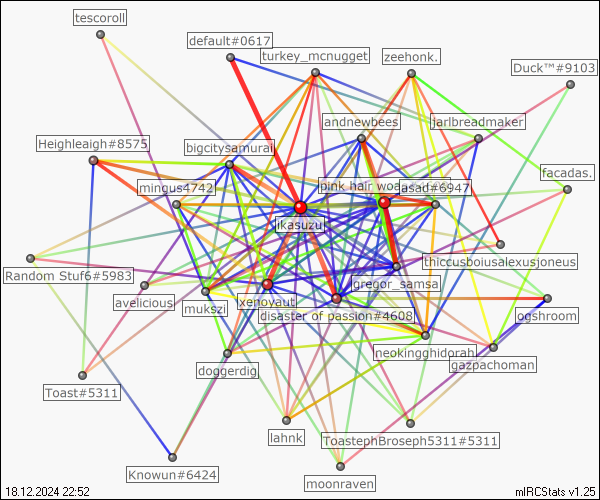 tescoroll
default#0617
turkey_mcnugget
zeehonk.
Duck™#9103
andnewbees
jarlbreadmaker
Heighleaigh#8575
bigcitysamurai
facadas.
mingus4742
pink hair
asad#6947
ikasuzu
thiccusboiusalexusjoneus
Random Stuf6#5983
gregor_samsa
avelicious
mukszi
xenoyaut
disaster of passion#4608
ogshroom
neokingghidorah
gazpachoman
doggerdig
Toast#5311
lahnk
ToastephBroseph5311#5311
Knowun#6424
moonraven
18.12.2024 22:52
mIRCStats v1.25